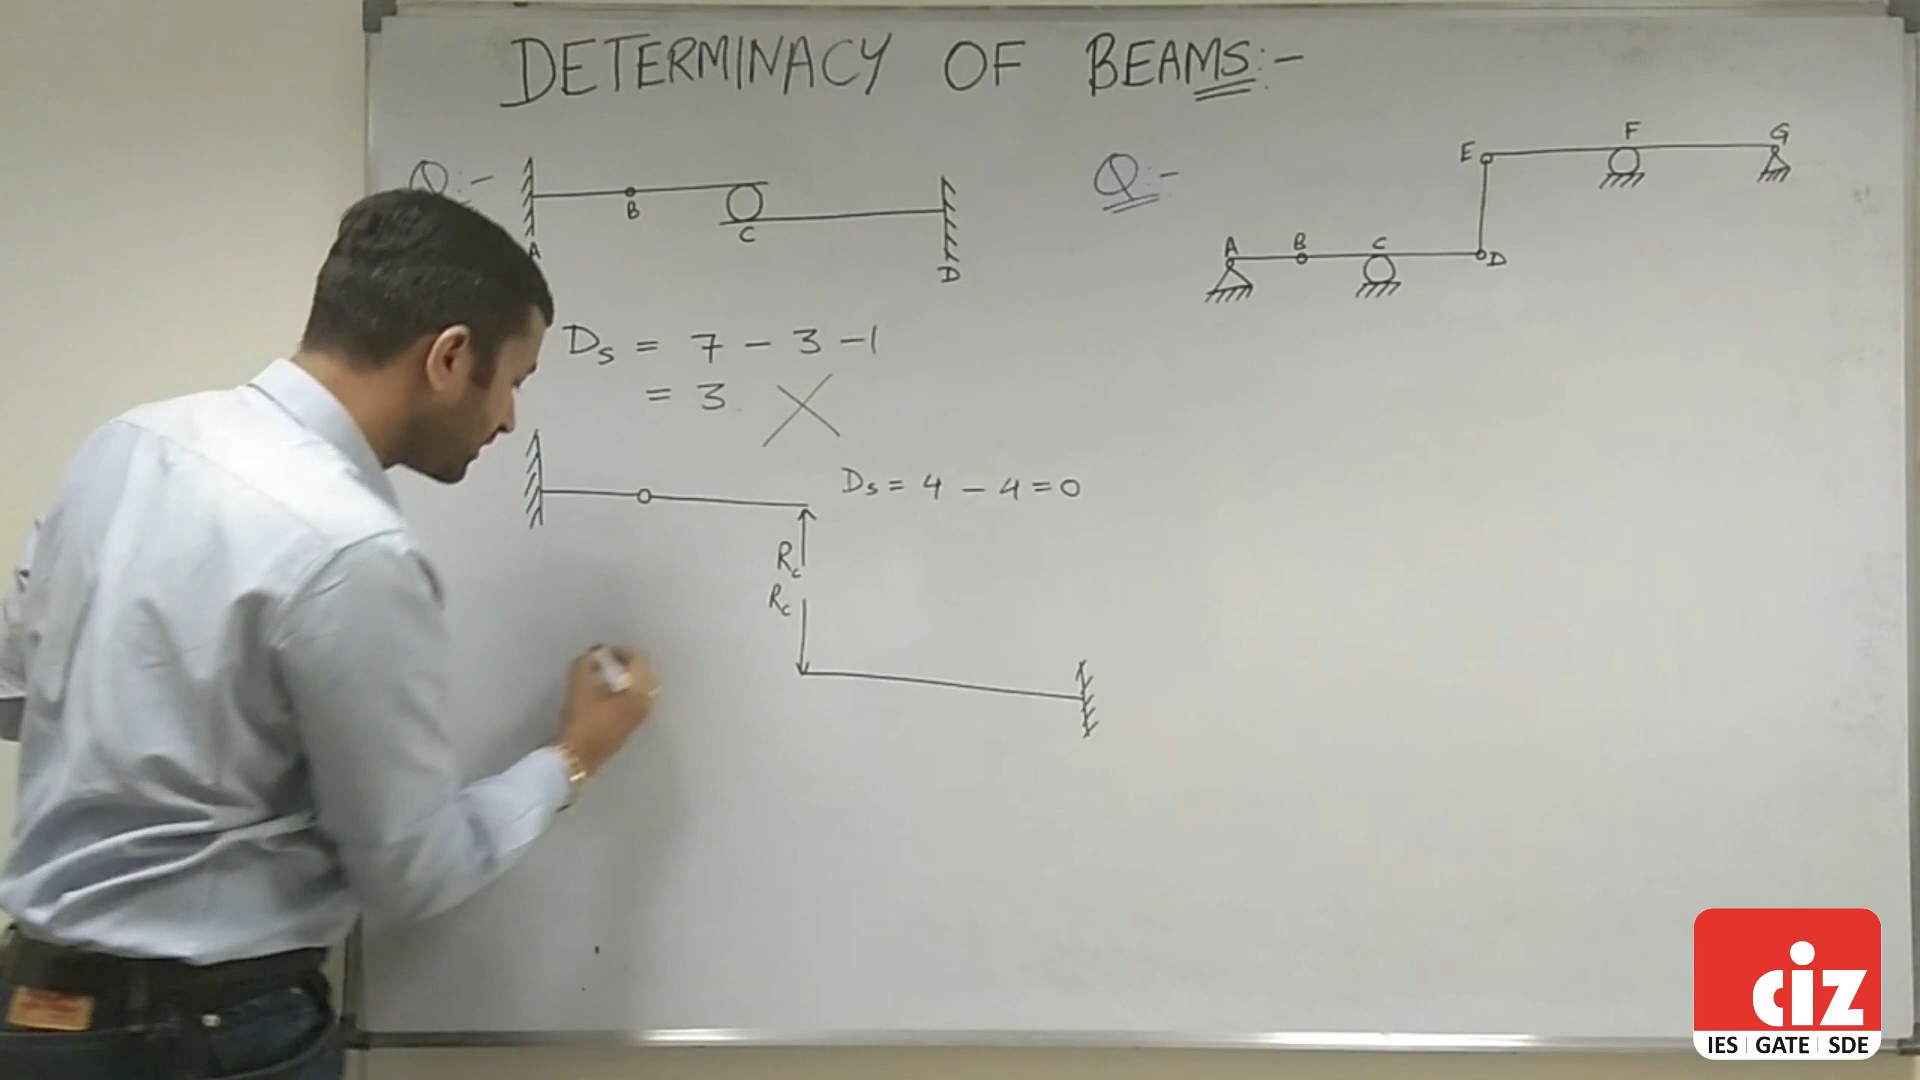 DETERMINACY OF BEAMS:-
Q:-
A
B
C
D
Q:-
A
B
C
D
E
F
G
Ds = 7 - 3 - 1
= 3 ×
Ds = 4 - 4 = 0
Rc
Rc
ciz
IES | GATE | SDE